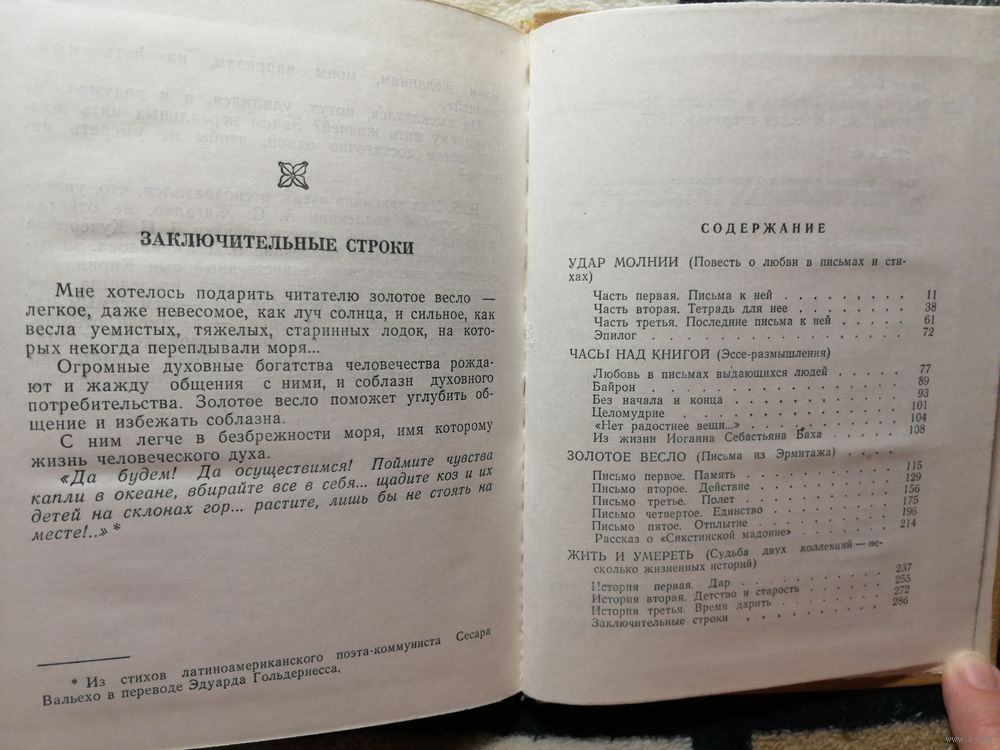 ЗАКЛЮЧИТЕЛЬНЫЕ СТРОКИ
Мне хотелось подарить читателю золотое весло —
легкое, даже невесомое, как луч солнца, и сильное, как
весла уемистых, тяжелых, старинных лодок, на кото-
рых некогда переплывали моря...
Огромные духовные богатства человечества рожда-
ют и жажду общения с ними, и соблазн духовного
потребительства. Золотое весло поможет углубить об-
щение и избежать соблазна.
С ним легче в безбрежности моря, имя которому
жизнь человеческого духа.
«Да будем! Да осуществимся! Поймите чувства
капли в океане, вбирайте все в себя... щадите коз и их
детей на склонах гор... растите, лишь бы не стоять на
месте!..»*
* Из стихов латиноамериканского поэта-коммуниста Сесара
Вальехо в переводе Эдуарда Гольдернесса.
СОДЕРЖАНИЕ
УДАР МОЛНИИ (Повесть о любви в письмах и сти-
хах)
Часть первая. Письма к ней . . . . . . . . 11
Часть вторая. Тетрадь для нее . . . . . . . 38
Часть третья. Последние письма к ней . . . . . 61
Эпилог . . . . . . . . . . . . . . 72
ЧАСЫ НАД КНИГОЙ (Эссе-размышления)
Любовь в письмах выдающихся людей . . . . . 77
Байрон . . . . . . . . . . . . . . 89
Без начала и конца . . . . . . . . . . 93
Целомудрие . . . . . . . . . . . . 101
«Нет радостнее вещи...» . . . . . . . . . 104
Из жизни Иоганна Себастьяна Баха . . . . . . 108
ЗОЛОТОЕ ВЕСЛО (Письма из Эрмитажа)
Письмо первое. Память . . . . . . . . . 115
Письмо второе. Действие . . . . . . . . 129
Письмо третье. Полет . . . . . . . . . 156
Письмо четвертое. Единство . . . . . . . 175
Письмо пятое. Отплытие . . . . . . . . 196
Рассказ о «Сикстинской мадонне» . . . . . . 214
ЖИТЬ И УМЕРЕТЬ (Судьба двух коллекций — не-
сколько жизненных историй)
История первая. Дар . . . . . . . . . 237
История вторая. Детство и старость . . . . . 255
История третья. Время дарить . . . . . . . 272
Заключительные строки . . . . . . . . 286